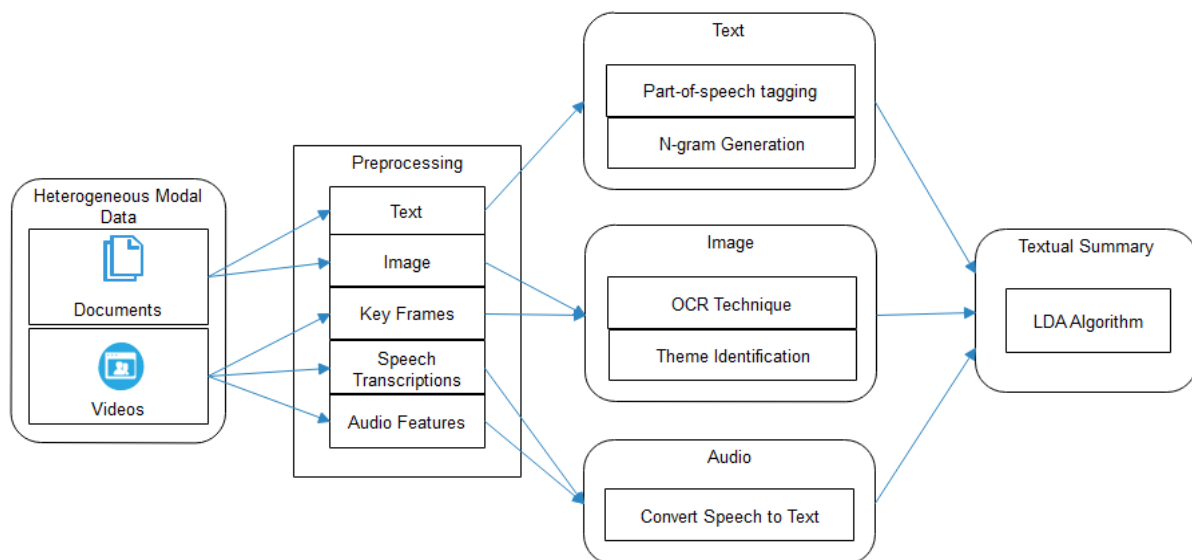 Heterogeneous Modal
Data
Documents
Videos
Preprocessing
Text
Image
Key Frames
Speech
Transcriptions
Audio Features
Text
Part-of-speech tagging
N-gram Generation
Image
OCR Technique
Theme Identification
Audio
Convert Speech to Text
Textual Summary
LDA Algorithm